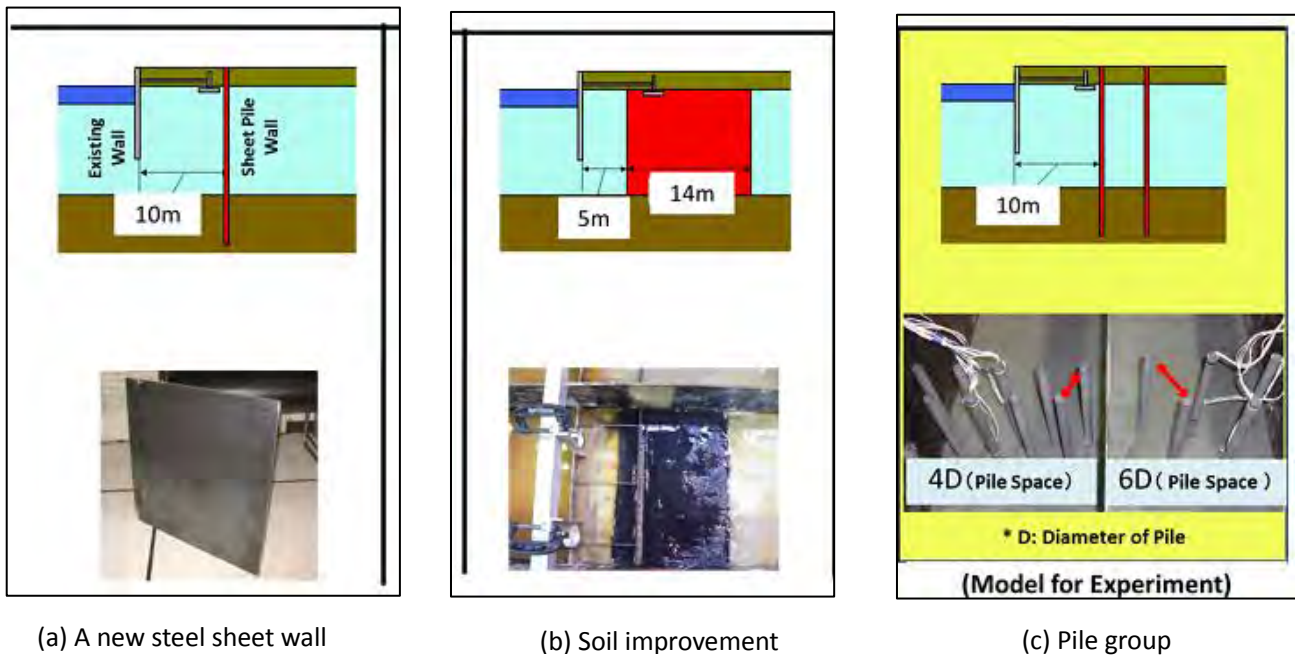 Existing
Wall
Sheet Pile
Wall
10m
(a) A new steel sheet wall
5m
14m
(b) Soil improvement
10m
4D(Pile Space)
6D( Pile Space )
* D: Diameter of Pile
(Model for Experiment)
(c) Pile group